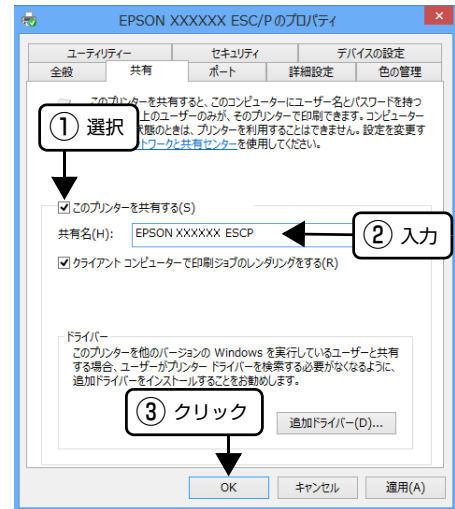 EPSON XXXXXX ESC/P のプロパティ
ユーティリティー セキュリティ デバイスの設定
全般 共有 ポート 詳細設定 色の管理
このプリンターを共有すると、このコンピューターにユーザー名とパスワードを持つ
上のユーザーのみが、そのプリンターで印刷できます。コンピューター
状態のときは、プリンターを利用することはできません。設定を変更す
トワークと共有センターを使用してください。
① 選択
このプリンターを共有する(S)
共有名(H): EPSON XXXXXX ESCP
② 入力
クライアント コンピューターで印刷ジョブのレンダリングをする(R)
ドライバー
このプリンターを他のバージョンの Windows を実行しているユーザーと共有
する場合、ユーザーがプリンター ドライバーを検索する必要がなくなるように、
追加ドライバーをインストールすることをお勧めします。
③ クリック
追加ドライバー(D)...
OK キャンセル 適用(A)